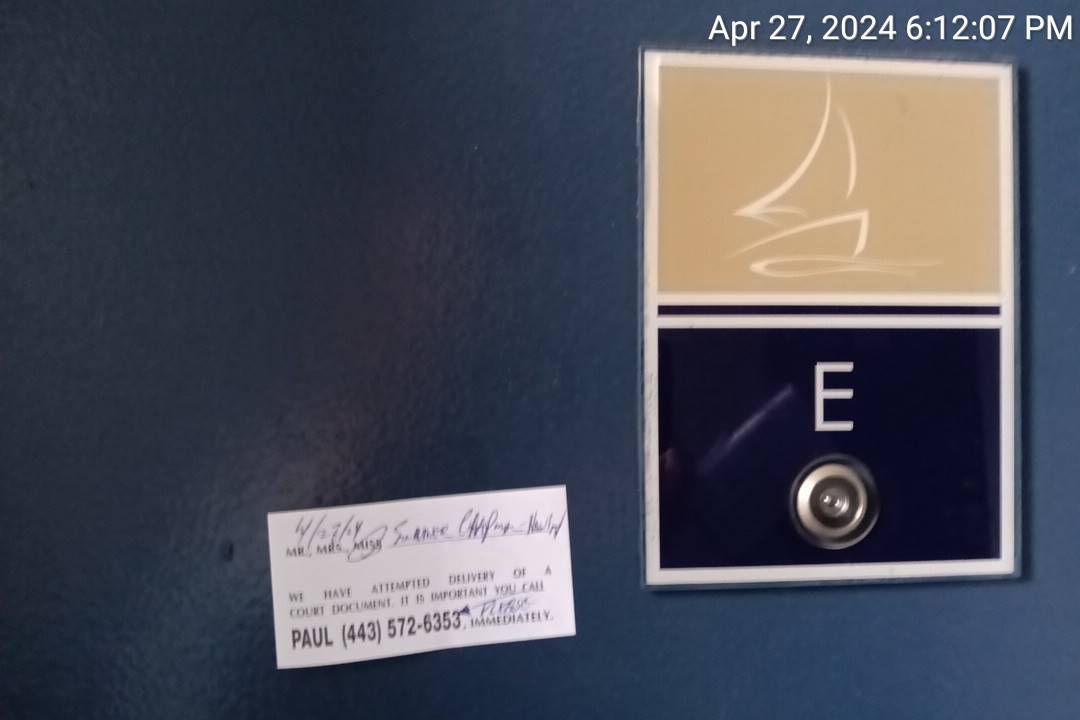 Apr 27, 2024 6:12:07 PM
E
4/27/24
MR., MRS., MISS
WE HAVE ATTEMPTED DELIVERY OF A
COURT DOCUMENT. IT IS IMPORTANT YOU CALL
PLEASE
PAUL (443) 572-6353, IMMEDIATELY.